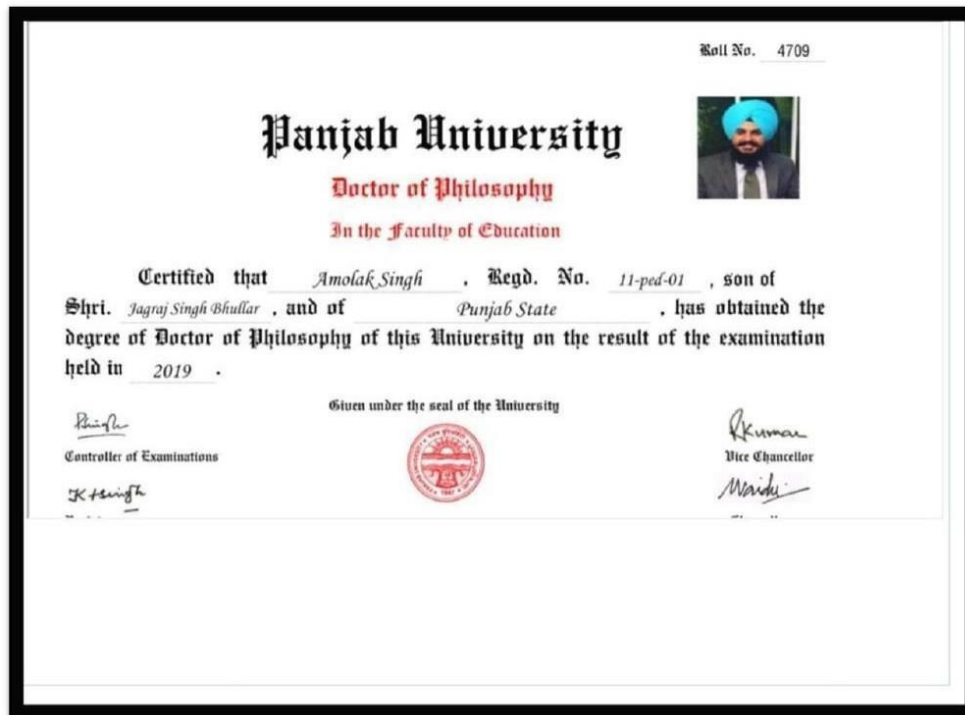 Roll No. 4709
Panjab University
Doctor of Philosophy
In the Faculty of Education
Certified that Amolak Singh , Regd. No. 11-ped-01 , son of
Shri. Jagraj Singh Bhullar , and of Punjab State , has obtained the
degree of Doctor of Philosophy of this University on the result of the examination
held in 2019 .
Given under the seal of the University
RKumar
Controller of Examinations
Vice Chancellor